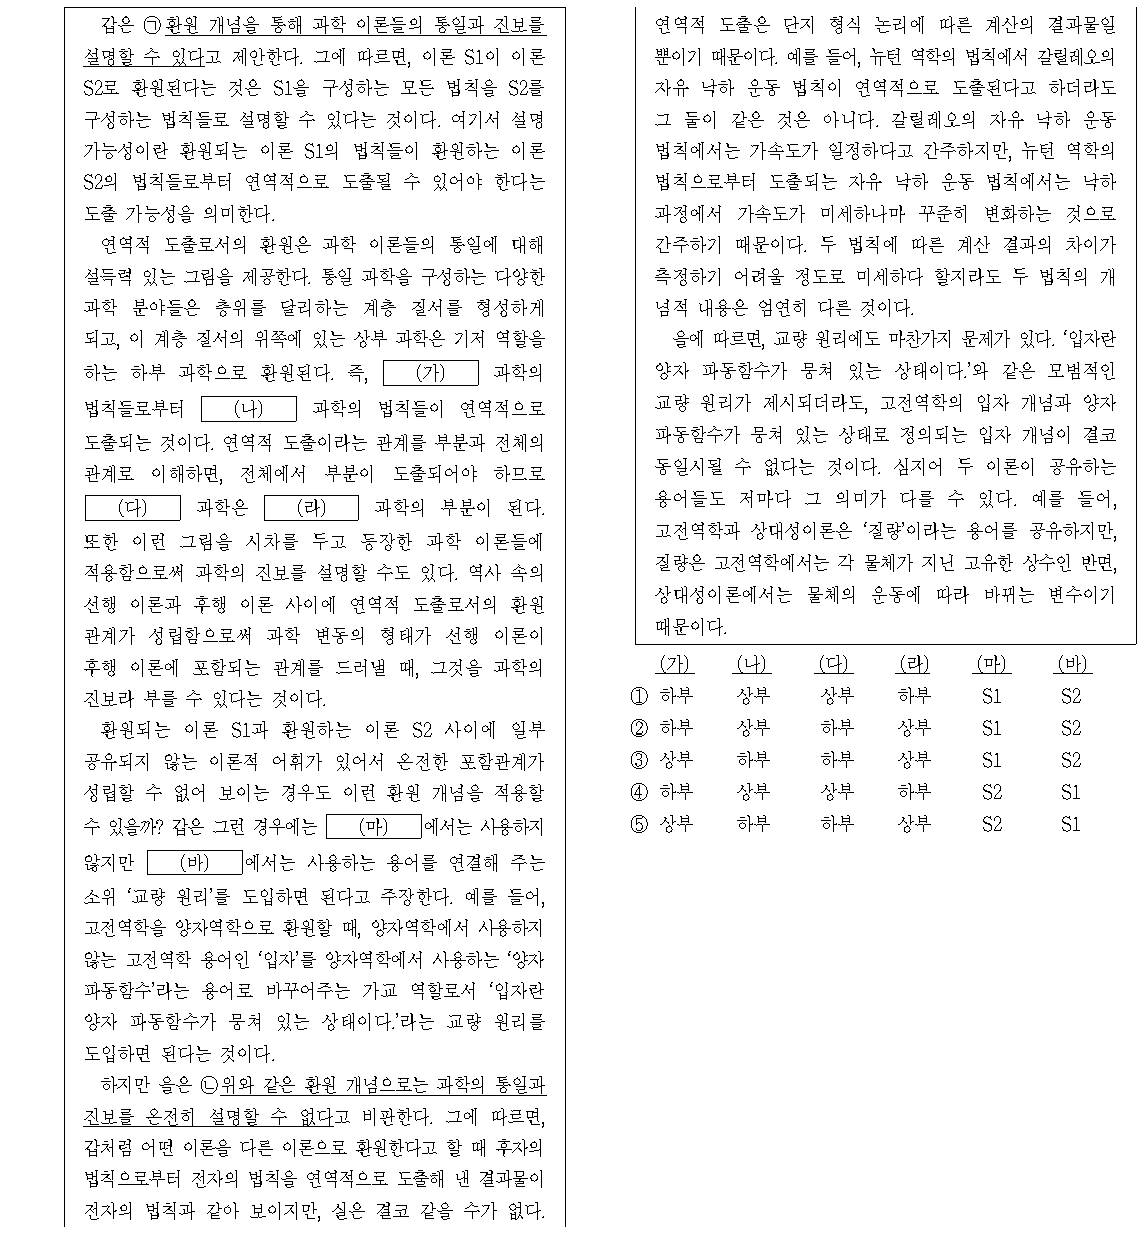 갑은 ㉠환원 개념을 통해 과학 이론들의 통일과 진보를
설명할 수 있다고 제안한다. 그에 따르면, 이론 S1이 이론
S2로 환원된다는 것은 S1을 구성하는 모든 법칙을 S2를
구성하는 법칙들로 설명할 수 있다는 것이다. 여기서 설명
가능성이란 환원되는 이론 S1의 법칙들이 환원하는 이론
S2의 법칙들로부터 연역적으로 도출될 수 있어야 한다는
도출 가능성을 의미한다.
연역적 도출로서의 환원은 과학 이론들의 통일에 대해
설득력 있는 그림을 제공한다. 통일 과학을 구성하는 다양한
과학 분야들은 층위를 달리하는 계층 질서를 형성하게
되고, 이 계층 질서의 위쪽에 있는 상부 과학은 기저 역할을
하는 하부 과학으로 환원된다. 즉, (가) 과학의
법칙들로부터 (나) 과학의 법칙들이 연역적으로
도출되는 것이다. 연역적 도출이라는 관계를 부분과 전체의
관계로 이해하면, 전체에서 부분이 도출되어야 하므로
(다) 과학은 (라) 과학의 부분이 된다.
또한 이런 그림을 시차를 두고 등장한 과학 이론들에
적용함으로써 과학의 진보를 설명할 수도 있다. 역사 속의
선행 이론과 후행 이론 사이에 연역적 도출로서의 환원
관계가 성립함으로써 과학 변동의 형태가 선행 이론이
후행 이론에 포함되는 관계를 드러낼 때, 그것을 과학의
진보라 부를 수 있다는 것이다.
환원되는 이론 S1과 환원하는 이론 S2 사이에 일부
공유되지 않는 이론적 어휘가 있어서 온전한 포함관계가
성립할 수 없어 보이는 경우도 이런 환원 개념을 적용할
수 있을까? 갑은 그런 경우에는 (마) 에서는 사용하지
않지만 (바) 에서는 사용하는 용어를 연결해 주는
소위 ‘교량 원리’를 도입하면 된다고 주장한다. 예를 들어,
고전역학을 양자역학으로 환원할 때, 양자역학에서 사용하지
않는 고전역학 용어인 ‘입자’를 양자역학에서 사용하는 ‘양자
파동함수’라는 용어로 바꾸어주는 가교 역할로서 ‘입자란
양자 파동함수가 뭉쳐 있는 상태이다.’라는 교량 원리를
도입하면 된다는 것이다.
하지만 을은 ㉡위와 같은 환원 개념으로는 과학의 통일과
진보를 온전히 설명할 수 없다고 비판한다. 그에 따르면,
갑처럼 어떤 이론을 다른 이론으로 환원한다고 할 때 후자의
법칙으로부터 전자의 법칙을 연역적으로 도출해 낸 결과물이
전자의 법칙과 같아 보이지만, 실은 결코 같을 수가 없다.
연역적 도출은 단지 형식 논리에 따른 계산의 결과물일
뿐이기 때문이다. 예를 들어, 뉴턴 역학의 법칙에서 갈릴레오의
자유 낙하 운동 법칙이 연역적으로 도출된다고 하더라도
그 둘이 같은 것은 아니다. 갈릴레오의 자유 낙하 운동
법칙에서는 가속도가 일정하다고 간주하지만, 뉴턴 역학의
법칙으로부터 도출되는 자유 낙하 운동 법칙에서는 낙하
과정에서 가속도가 미세하나마 꾸준히 변화하는 것으로
간주하기 때문이다. 두 법칙에 따른 계산 결과의 차이가
측정하기 어려울 정도로 미세하다 할지라도 두 법칙의 개
념적 내용은 엄연히 다른 것이다.
을에 따르면, 교량 원리에도 마찬가지 문제가 있다. ‘입자란
양자 파동함수가 뭉쳐 있는 상태이다.’와 같은 모범적인
교량 원리가 제시되더라도, 고전역학의 입자 개념과 양자
파동함수가 뭉쳐 있는 상태로 정의되는 입자 개념이 결코
동일시될 수 없다는 것이다. 심지어 두 이론이 공유하는
용어들도 저마다 그 의미가 다를 수 있다. 예를 들어,
고전역학과 상대성이론은 ‘질량’이라는 용어를 공유하지만,
질량은 고전역학에서는 각 물체가 지닌 고유한 상수인 반면,
상대성이론에서는 물체의 운동에 따라 바뀌는 변수이기
때문이다.
(가) (나) (다) (라) (마) (바)
① 하부 상부 상부 하부 S1 S2
② 하부 상부 하부 상부 S1 S2
③ 상부 하부 하부 상부 S1 S2
④ 하부 상부 상부 하부 S2 S1
⑤ 상부 하부 하부 상부 S2 S1